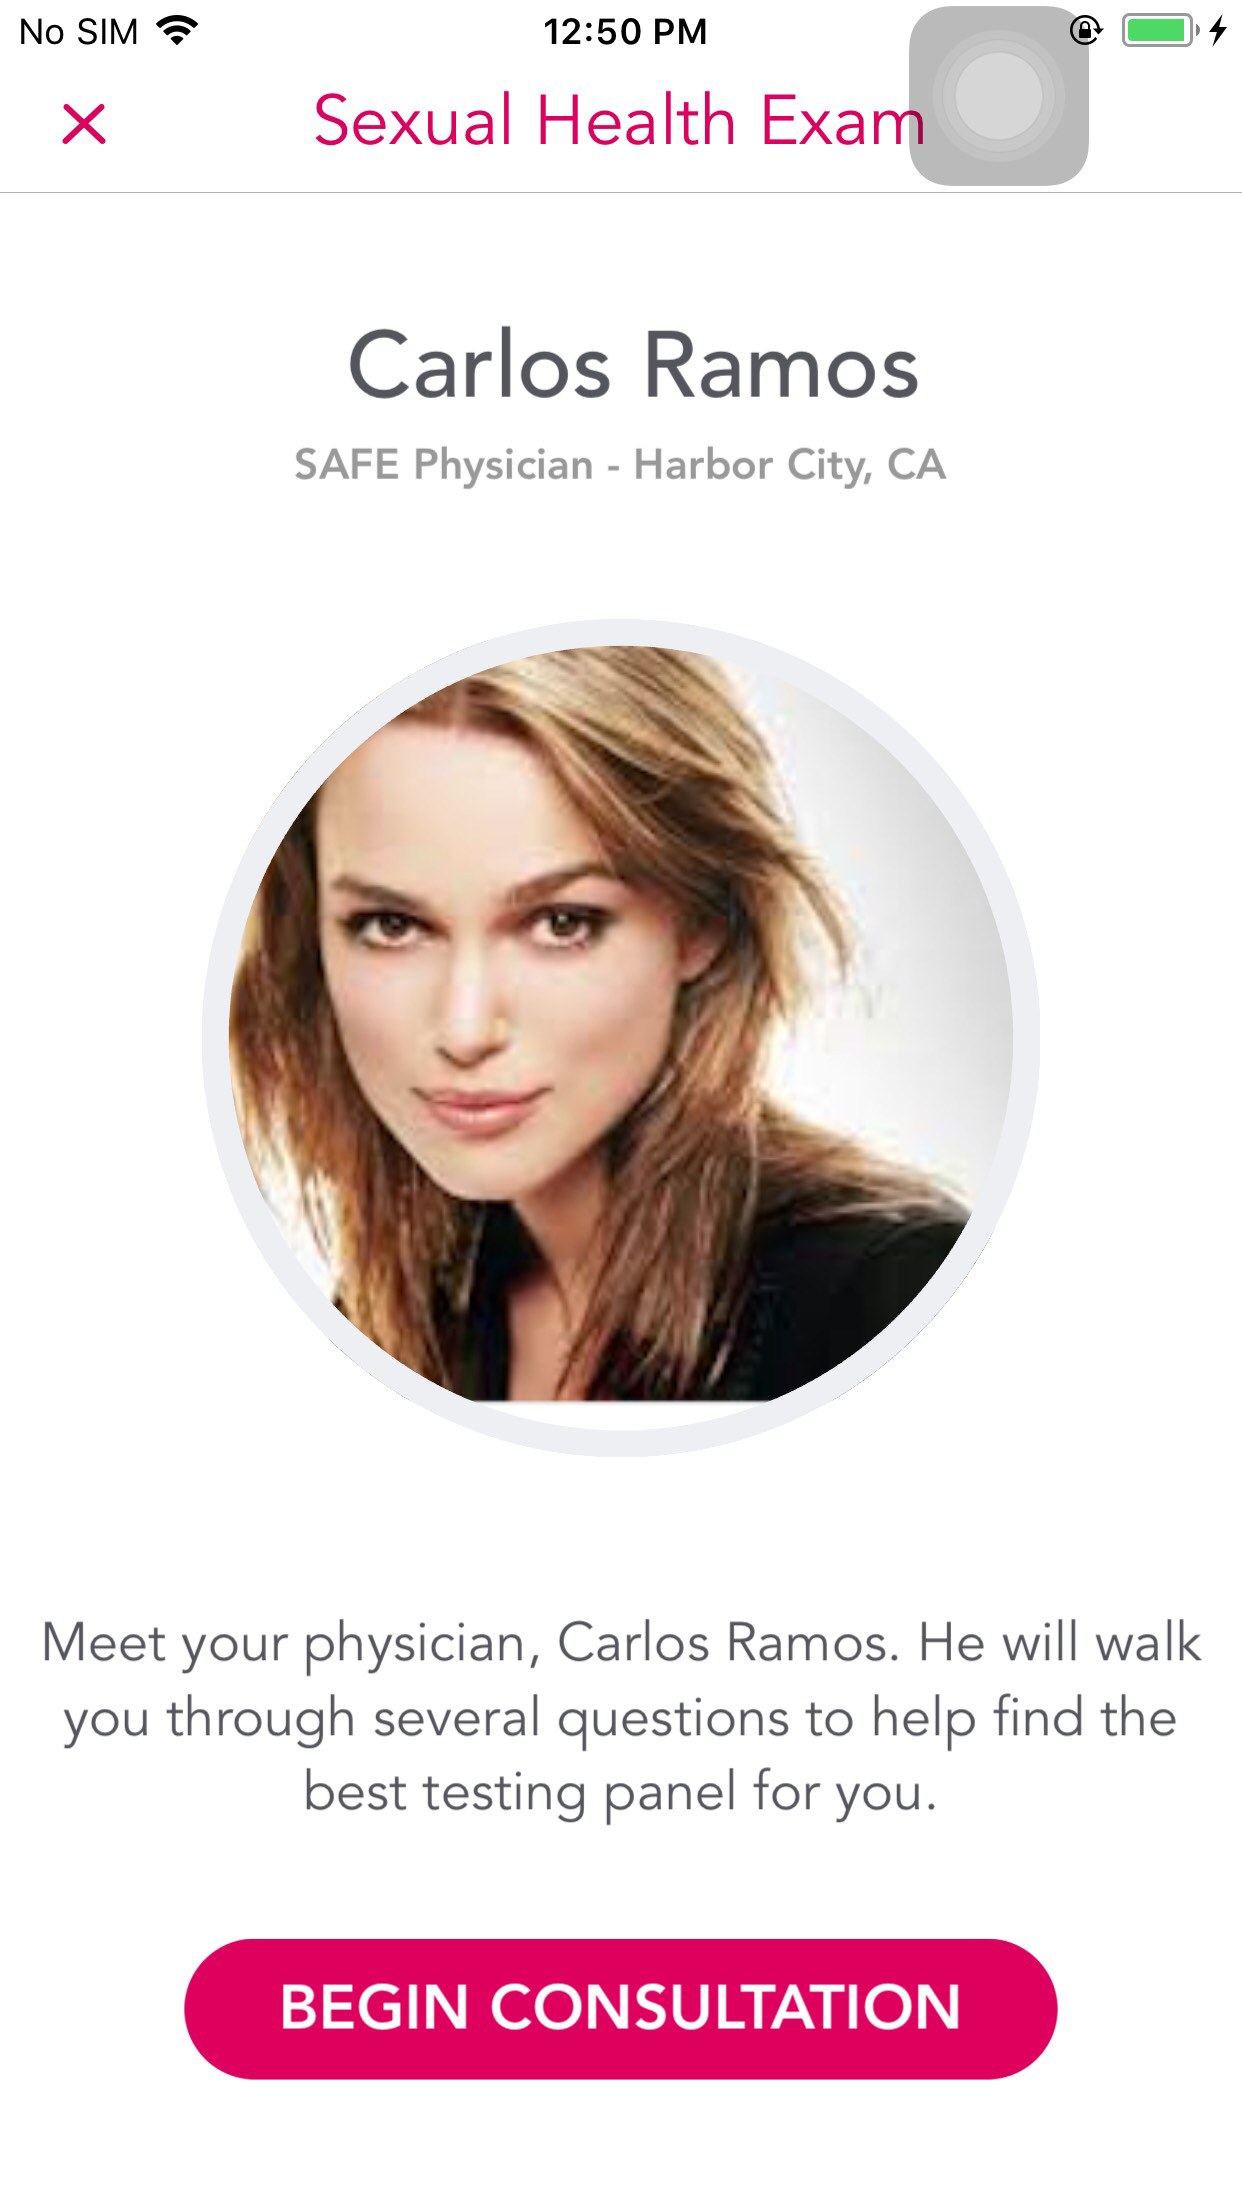 No SIM 12:50 PM
Sexual Health Exam
Carlos Ramos
SAFE Physician - Harbor City, CA
Meet your physician, Carlos Ramos. He will walk
you through several questions to help find the
best testing panel for you.
BEGIN CONSULTATION